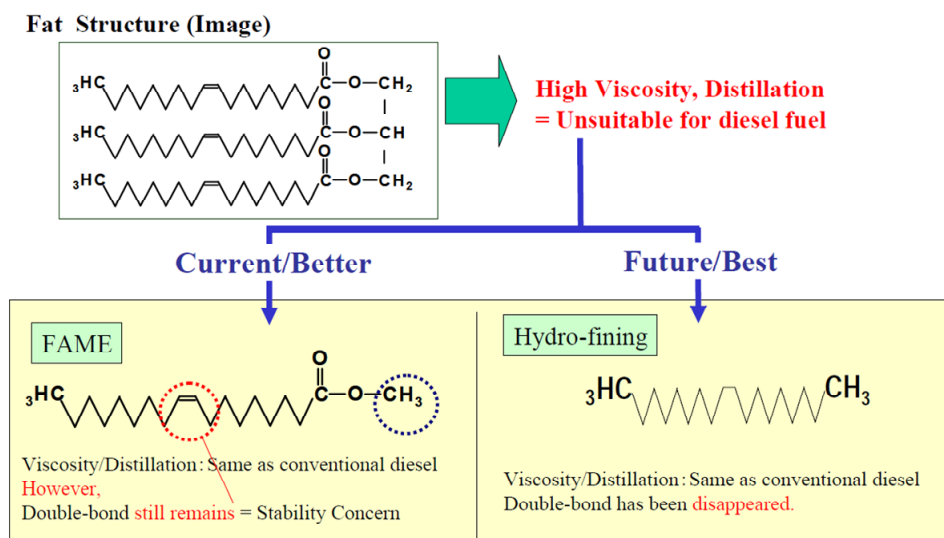 Fat Structure (Image)
O
3HC C-O-CH2
O
3HC C-O-CH
O
3HC C-O-CH2
High Viscosity, Distillation
= Unsuitable for diesel fuel
Current/Better
Future/Best
FAME
O
3HC C-O-CH3
Viscosity/Distillation: Same as conventional diesel
However,
Double-bond still remains = Stability Concern
Hydro-fining
3HC CH3
Viscosity/Distillation: Same as conventional diesel
Double-bond has been disappeared.